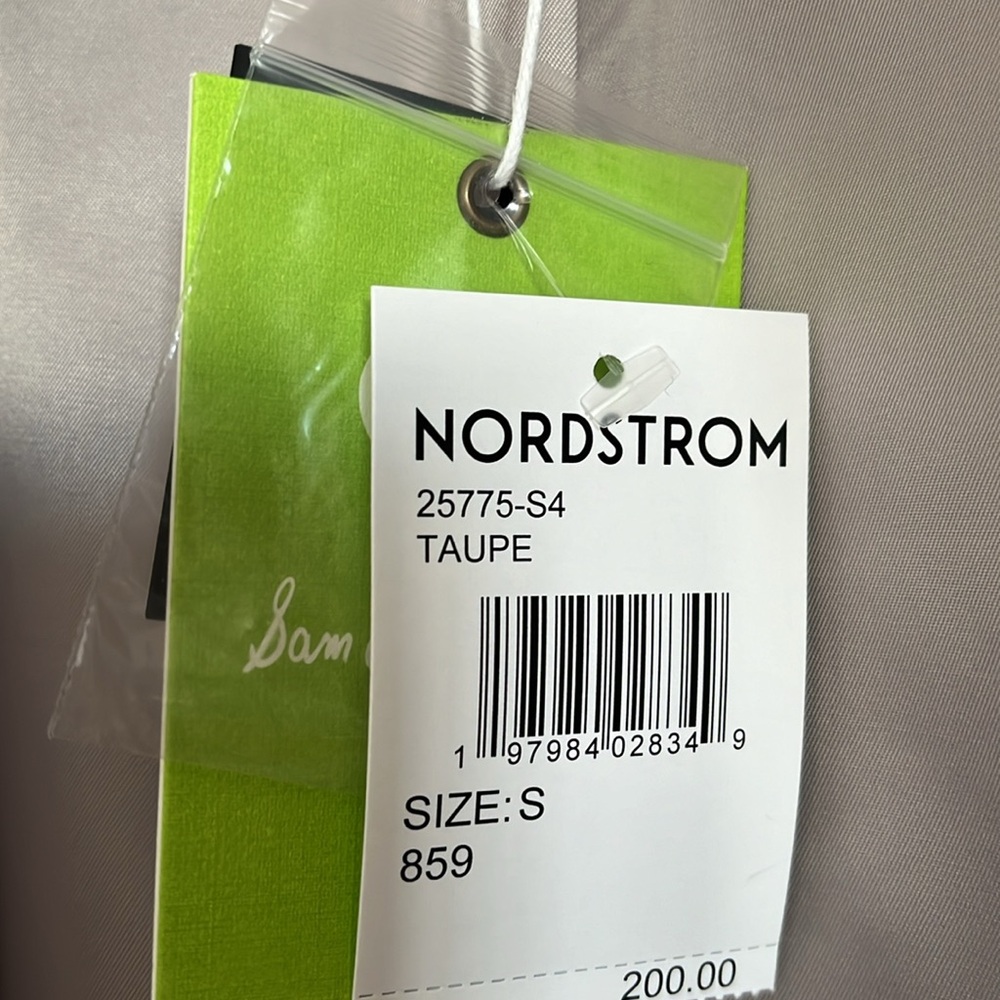 NORDSTROM
25775-S4
TAUPE
Sam
1 97984 02834 9
SIZE: S
859
200.00